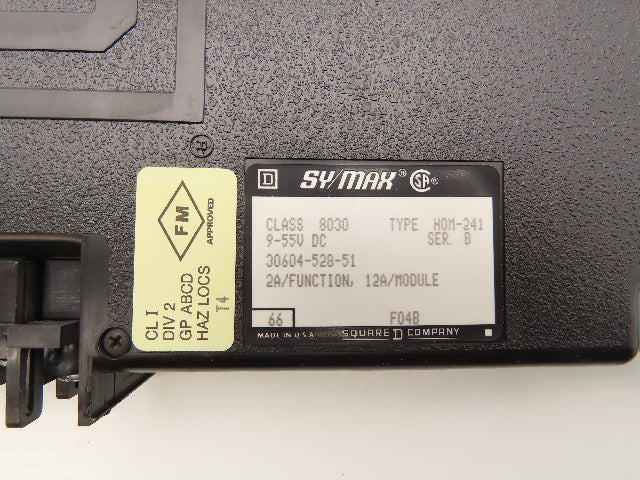 R
FM
APPROVED
CL I
DIV 2
GP ABCD
HAZ LOCS
T4
D SY/MAX® SA®
CLASS 8030 TYPE HOM-241
9-55V DC SER. B
30604-528-51
2A/FUNCTION, 12A/MODULE
66 F04B
MADE IN U.S.A. SQUARE D COMPANY